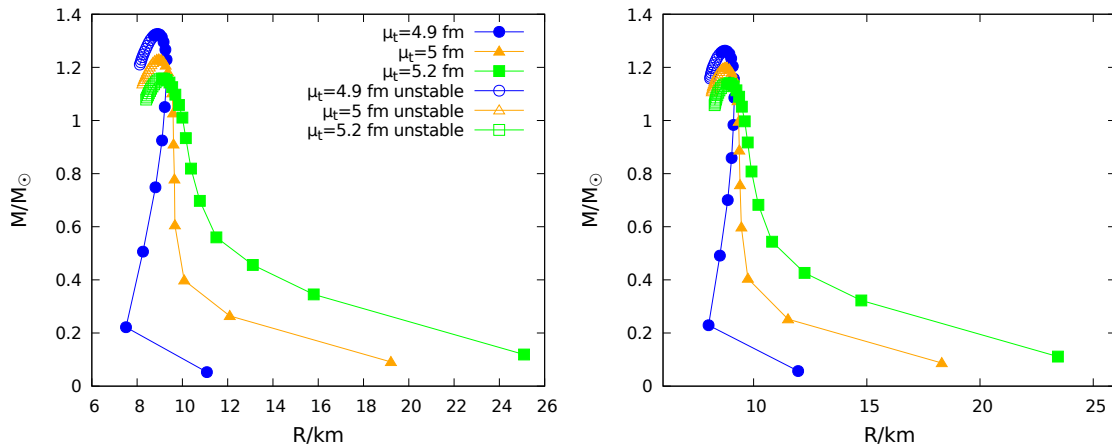 1.4
1.2
1
0.8
0.6
0.4
0.2
0
M/M☉
6 8 10 12 14 16 18 20 22 24 26
R/km
μt=4.9 fm
μt=5 fm
μt=5.2 fm
μt=4.9 fm unstable
μt=5 fm unstable
μt=5.2 fm unstable
1.4
1.2
1
0.8
0.6
0.4
0.2
0
M/M☉
10 15 20 25
R/km